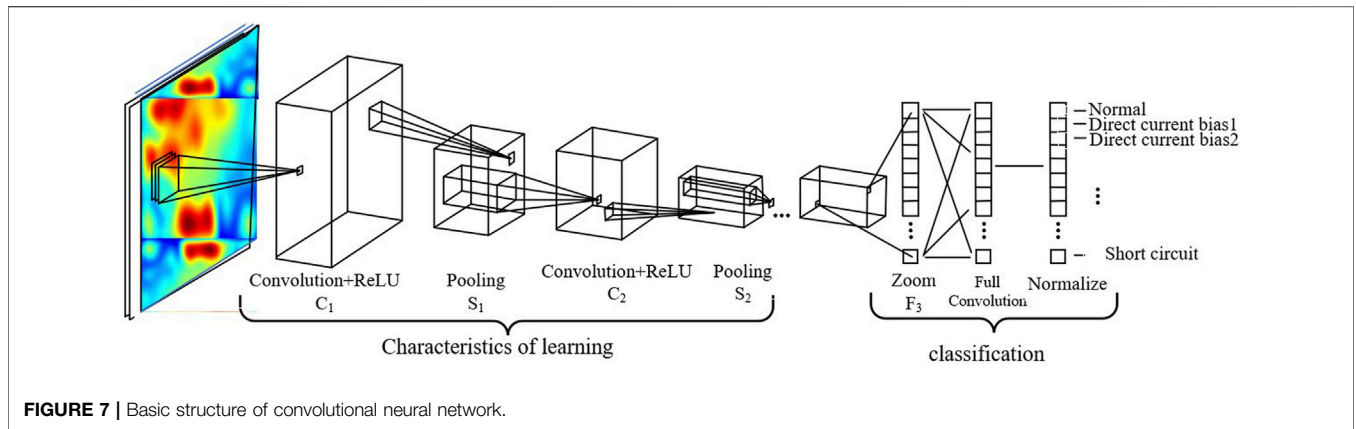 Normal
Direct current bias1
Direct current bias2
Short circuit
Convolution+ReLU
C1
Pooling
S1
Convolution+ReLU
C2
Pooling
S2
...
Zoom
F3
Full
Convolution
Normalize
Characteristics of learning
classification
FIGURE 7 | Basic structure of convolutional neural network.